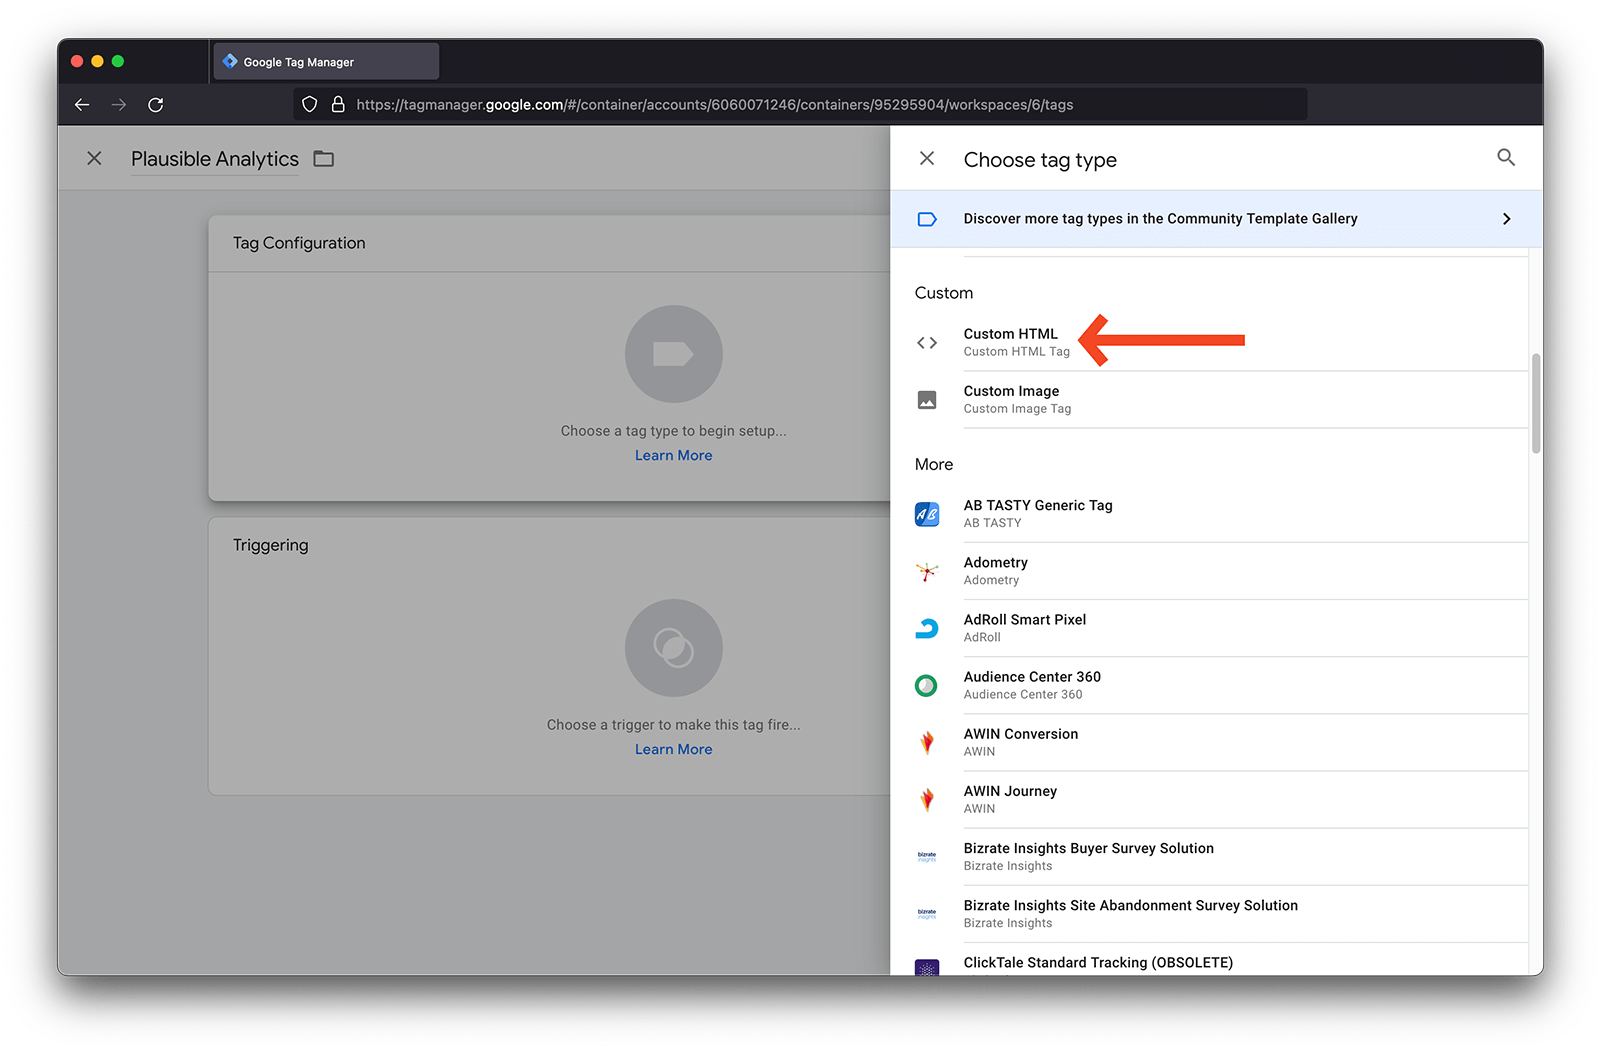 Google Tag Manager
https://tagmanager.google.com/#/container/accounts/6060071246/containers/95295904/workspaces/6/tags
Plausible Analytics
Tag Configuration
Choose a tag type to begin setup...
Learn More
Triggering
Choose a trigger to make this tag fire...
Learn More
Choose tag type
Discover more tag types in the Community Template Gallery
Custom
Custom HTML
Custom HTML Tag
Custom Image
Custom Image Tag
More
AB
AB TASTY Generic Tag
AB TASTY
Adometry
Adometry
AdRoll Smart Pixel
AdRoll
Audience Center 360
Audience Center 360
AWIN Conversion
AWIN
AWIN Journey
AWIN
bizrate
insights
Bizrate Insights Buyer Survey Solution
Bizrate Insights
bizrate
insights
Bizrate Insights Site Abandonment Survey Solution
Bizrate Insights
ClickTale Standard Tracking (OBSOLETE)